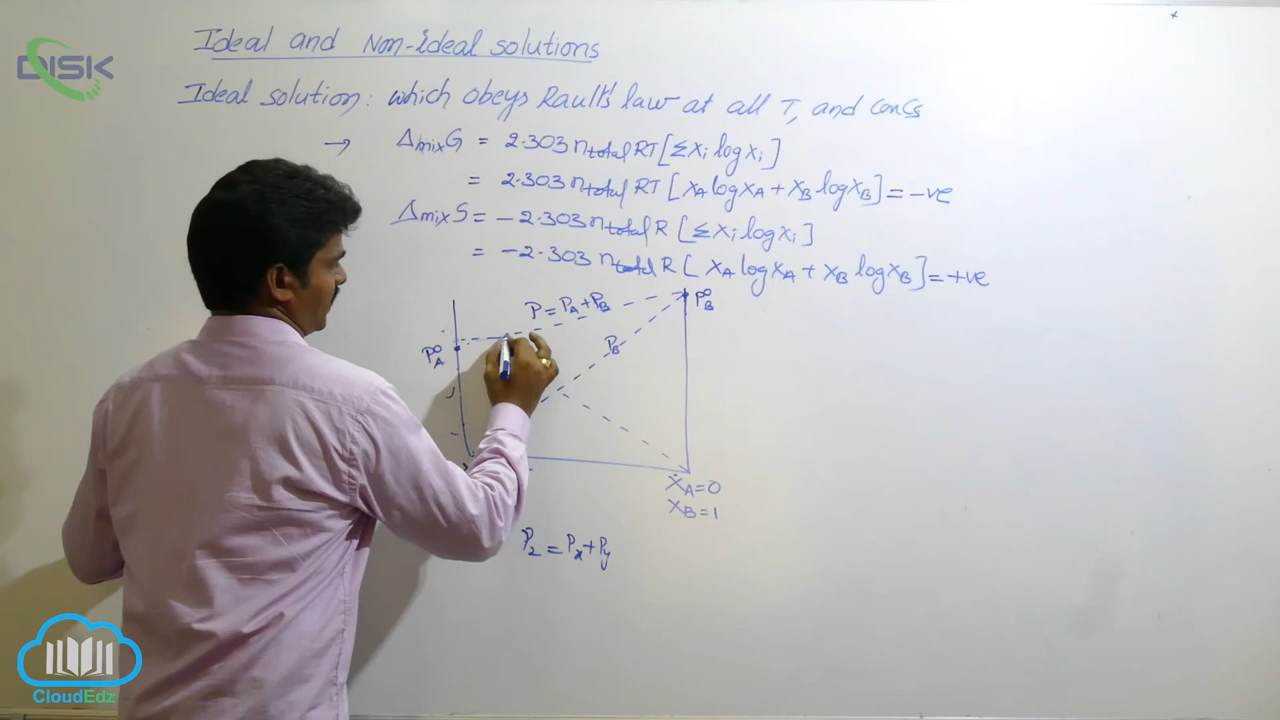 Ideal and Non-ideal solutions
DISK
Ideal solution: which obeys Rault's law at all T, and concs
→ ΔmixG = 2.303 ntotal RT [Σxi log xi]
= 2.303 ntotal RT [xA log xA + xB log xB] = -ve
ΔmixS = -2.303 ntotal R [Σxi log xi]
= -2.303 ntotal R [xA log xA + xB log xB] = +ve
P = PA + PB
P°B
P°A
PB
xA=0
xB=1
Pz = Px + Py
CloudEdz